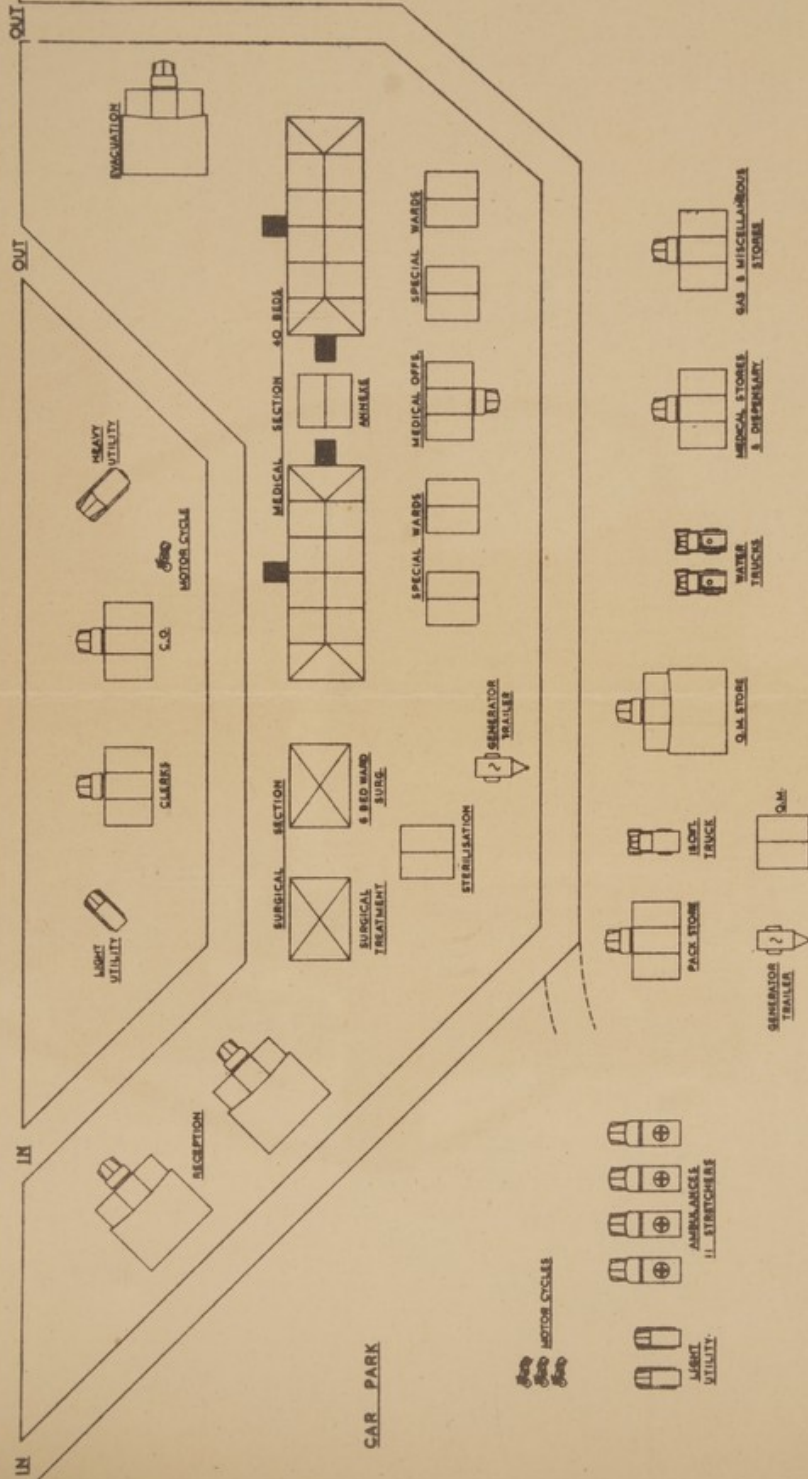 IN
IN
OUT
OUT
LIGHT
UTILITY
CLERKS
C.O.
MOTOR CYCLE
HEAVY
UTILITY
EVACUATION
RECEPTION
SURGICAL SECTION
SURGICAL
TREATMENT
6 BED WARD
SURG.
MEDICAL SECTION 40 BEDS
ANNEXE
STERILISATION
GENERATOR
TRAILER
SPECIAL WARDS
MEDICAL OFFS.
SPECIAL WARDS
CAR PARK
MOTOR CYCLES
LIGHT
UTILITY.
AMBULANCES
11 STRETCHERS
PACK STORE
15CWT.
TRUCK
Q.M. STORE
WATER
TRUCKS
MEDICAL STORES
& DISPENSARY
GAS & MISCELLANEOUS
STORES
GENERATOR
TRAILER
Q.M.